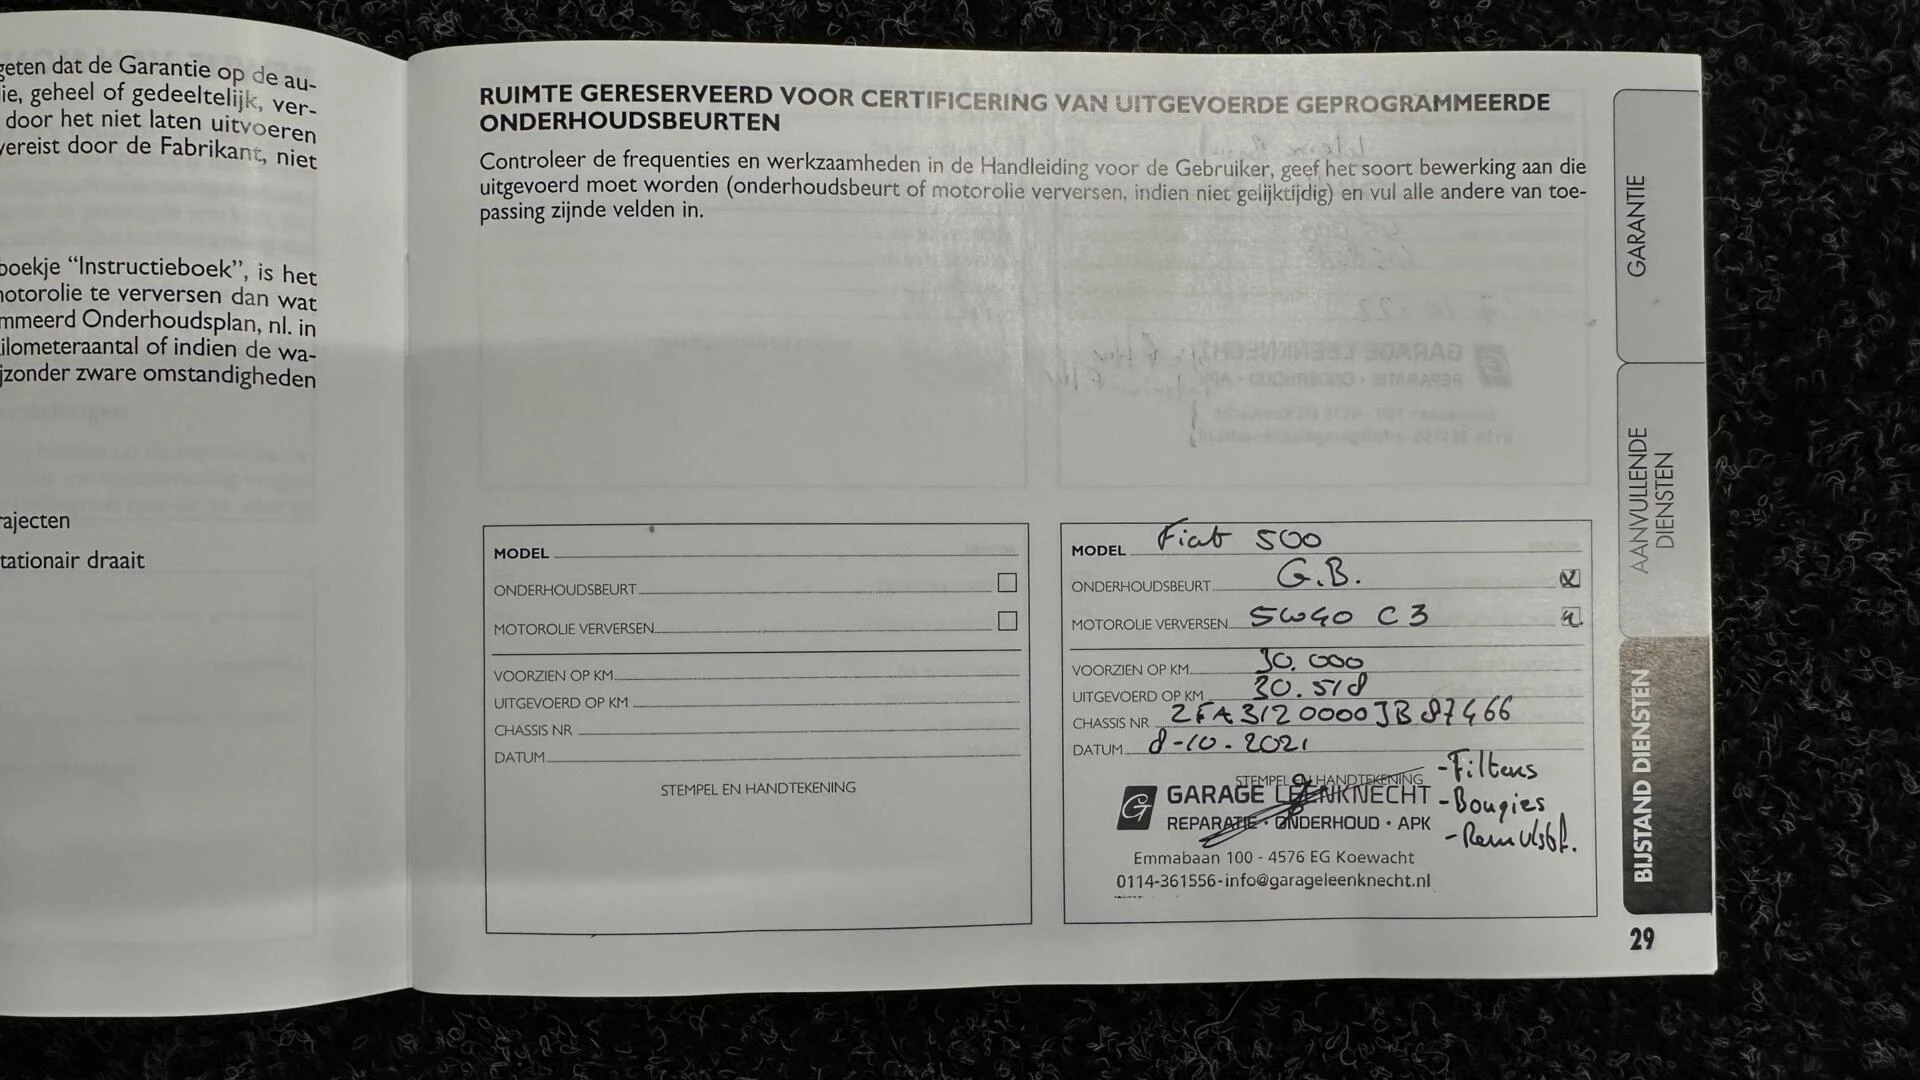 geten dat de Garantie op de au-
ie, geheel of gedeeltelijk, ver-
door het niet laten uitvoeren
vereist door de Fabrikant, niet
boekje “Instructieboek”, is het
motorolie te verversen dan wat
mmeerd Onderhoudsplan, nl. in
kilometeraantal of indien de wa-
ijzonder zware omstandigheden
rajecten
tationair draait
RUIMTE GERESERVEERD VOOR CERTIFICERING VAN UITGEVOERDE GEPROGRAMMEERDE
ONDERHOUDSBEURTEN
Controleer de frequenties en werkzaamheden in de Handleiding voor de Gebruiker, geef het soort bewerking aan die
uitgevoerd moet worden (onderhoudsbeurt of motorolie verversen, indien niet gelijktijdig) en vul alle andere van toe-
passing zijnde velden in.
MODEL
ONDERHOUDSBEURT
MOTOROLIE VERVERSEN
VOORZIEN OP KM
UITGEVOERD OP KM
CHASSIS NR
DATUM
STEMPEL EN HANDTEKENING
MODEL Fiat 500
ONDERHOUDSBEURT G.B.
MOTOROLIE VERVERSEN 5W40 C3
VOORZIEN OP KM 30.000
UITGEVOERD OP KM 30.518
CHASSIS NR ZFA3120000JB87466
DATUM 8-10-2021
STEMPEL EN HANDTEKENING
GARAGE LEENKNECHT
REPARATIE • ONDERHOUD • APK
Emmabaan 100 - 4576 EG Koewacht
0114-361556-info@garageleenknecht.nl
-Filters
-Bougies
-Remvlstf.
GARANTIE
AANVULLENDE
DIENSTEN
BIJSTAND DIENSTEN
29